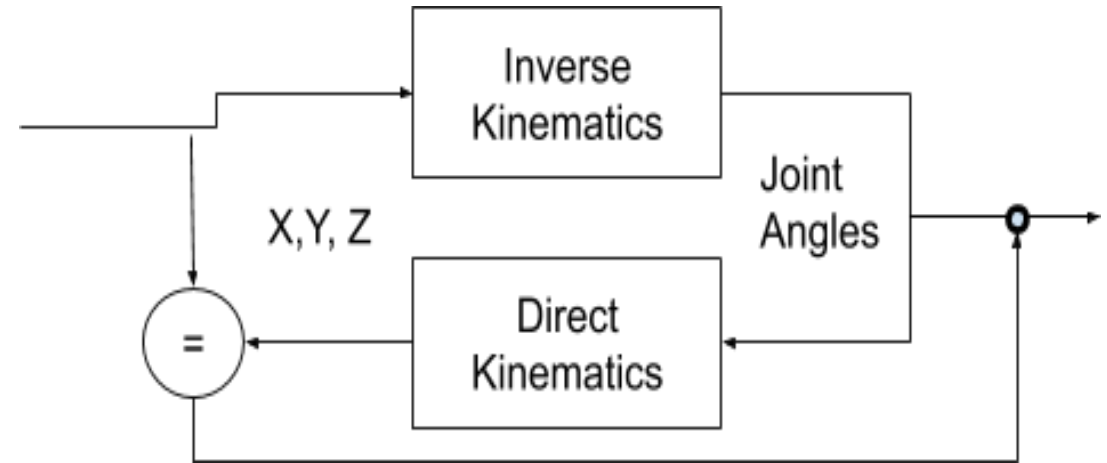 Inverse
Kinematics
Joint
Angles
X,Y, Z
Direct
Kinematics
=